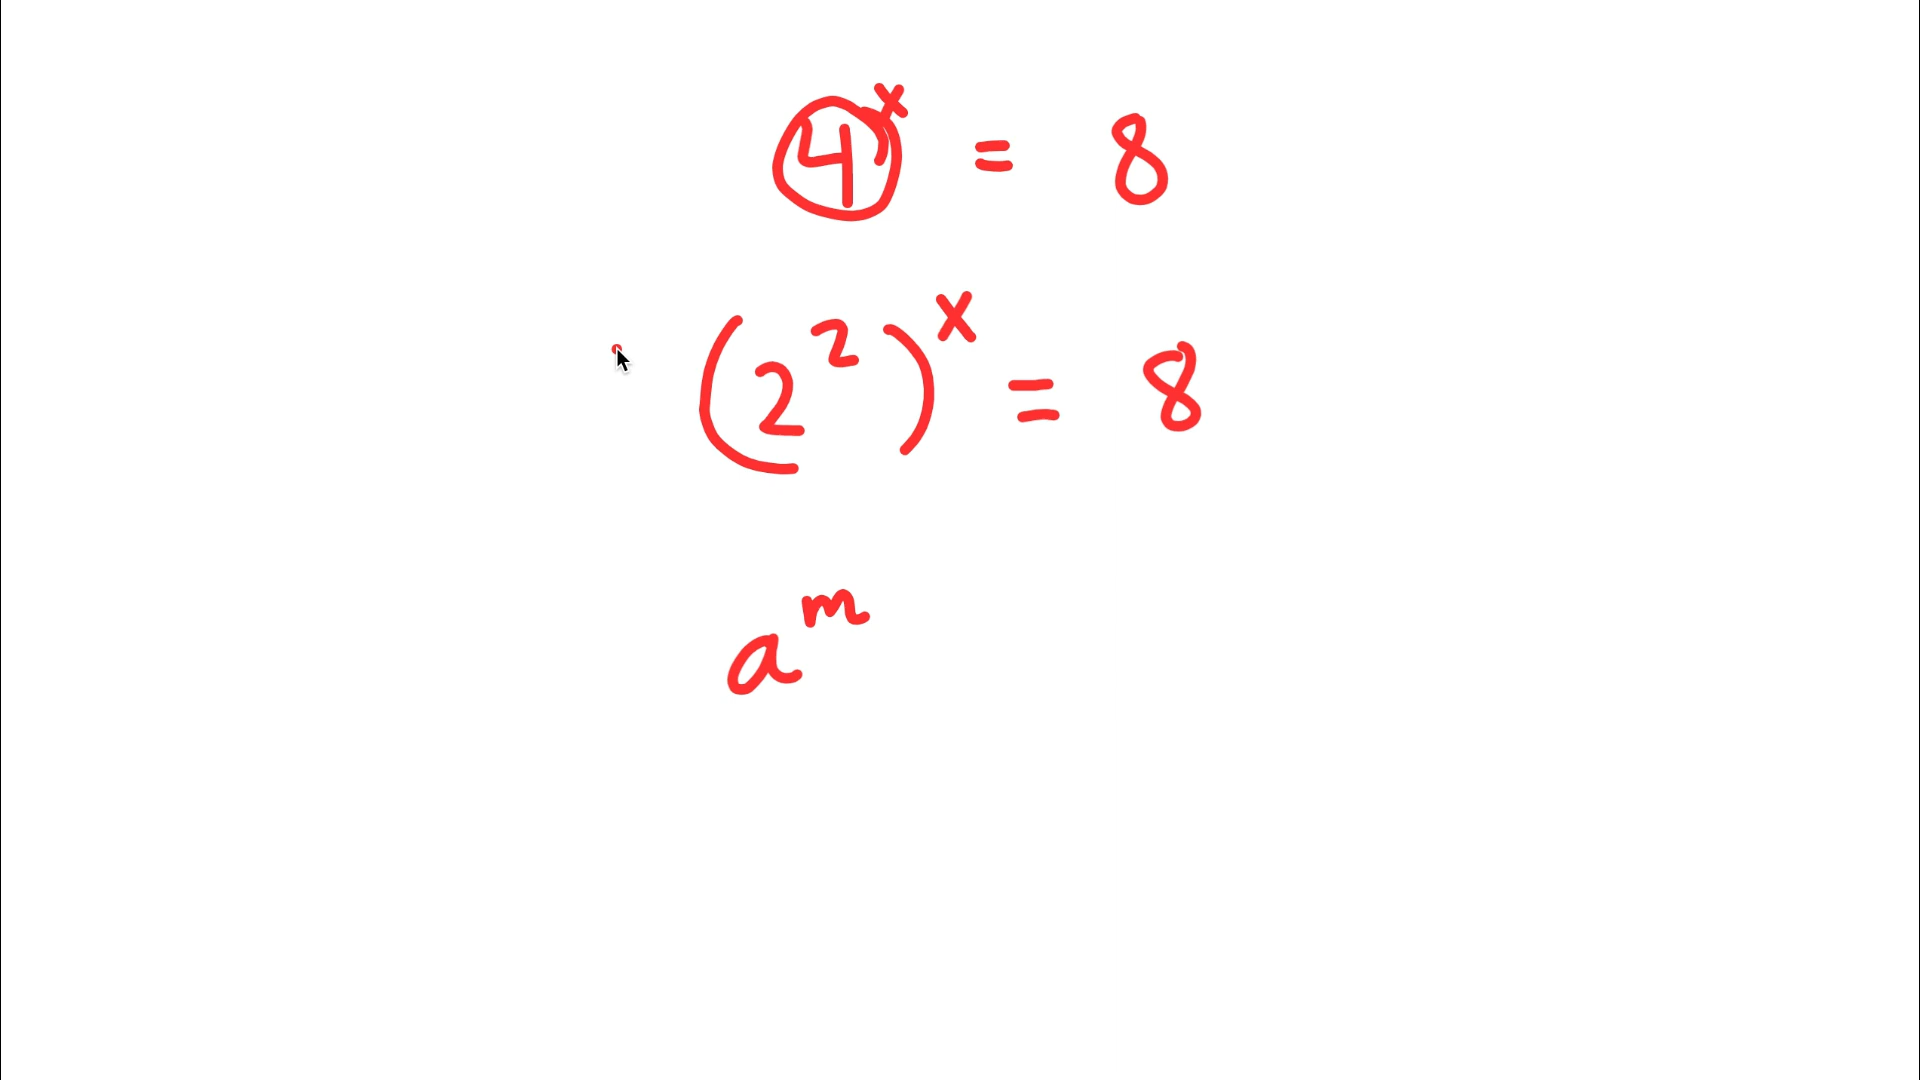 4^x = 8
(2^2)^x = 8
a^m